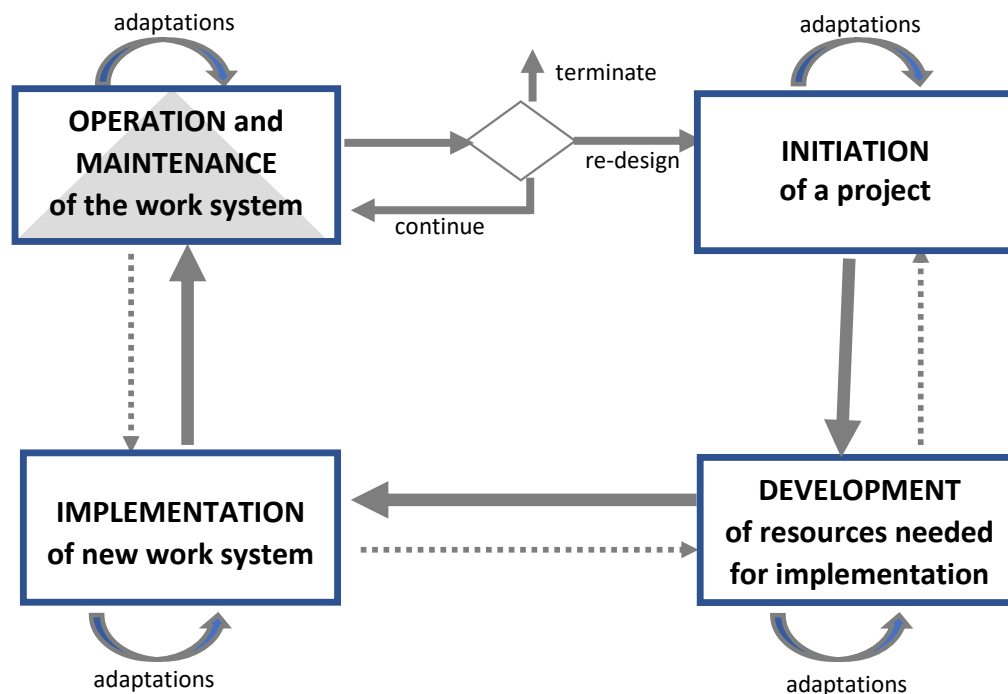 adaptations
adaptations
OPERATION and
MAINTENANCE
of the work system
terminate
re-design
continue
INITIATION
of a project
IMPLEMENTATION
of new work system
DEVELOPMENT
of resources needed
for implementation
adaptations
adaptations